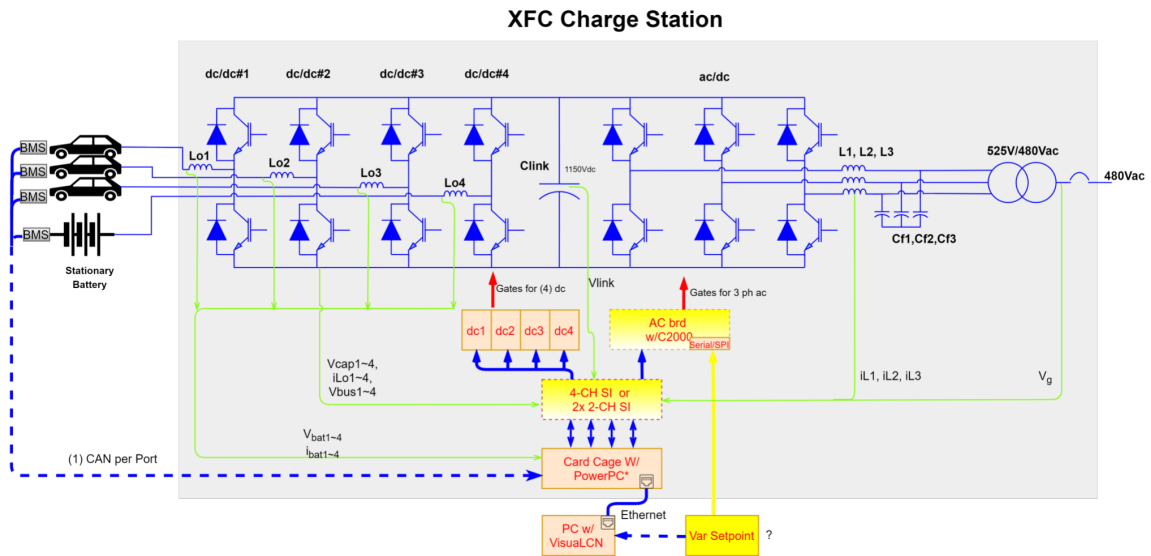 XFC Charge Station
dc/dc#1
dc/dc#2
dc/dc#3
dc/dc#4
ac/dc
BMS
BMS
BMS
BMS
Lo1
Lo2
Lo3
Lo4
Clink
1150Vdc
L1, L2, L3
525V/480Vac
480Vac
Cf1,Cf2,Cf3
Stationary
Battery
Vlink
Gates for (4) dc
Gates for 3 ph ac
dc1
dc2
dc3
dc4
AC brd
w/C2000
Serial/SPI
Vcap1~4,
iLo1~4,
Vbus1~4
4-CH SI or
2x 2-CH SI
iL1, iL2, iL3
Vg
Vbat1~4
ibat1~4
(1) CAN per Port
Card Cage W/
PowerPC*
Ethernet
PC w/
VisuaLCN
Var Setpoint
?